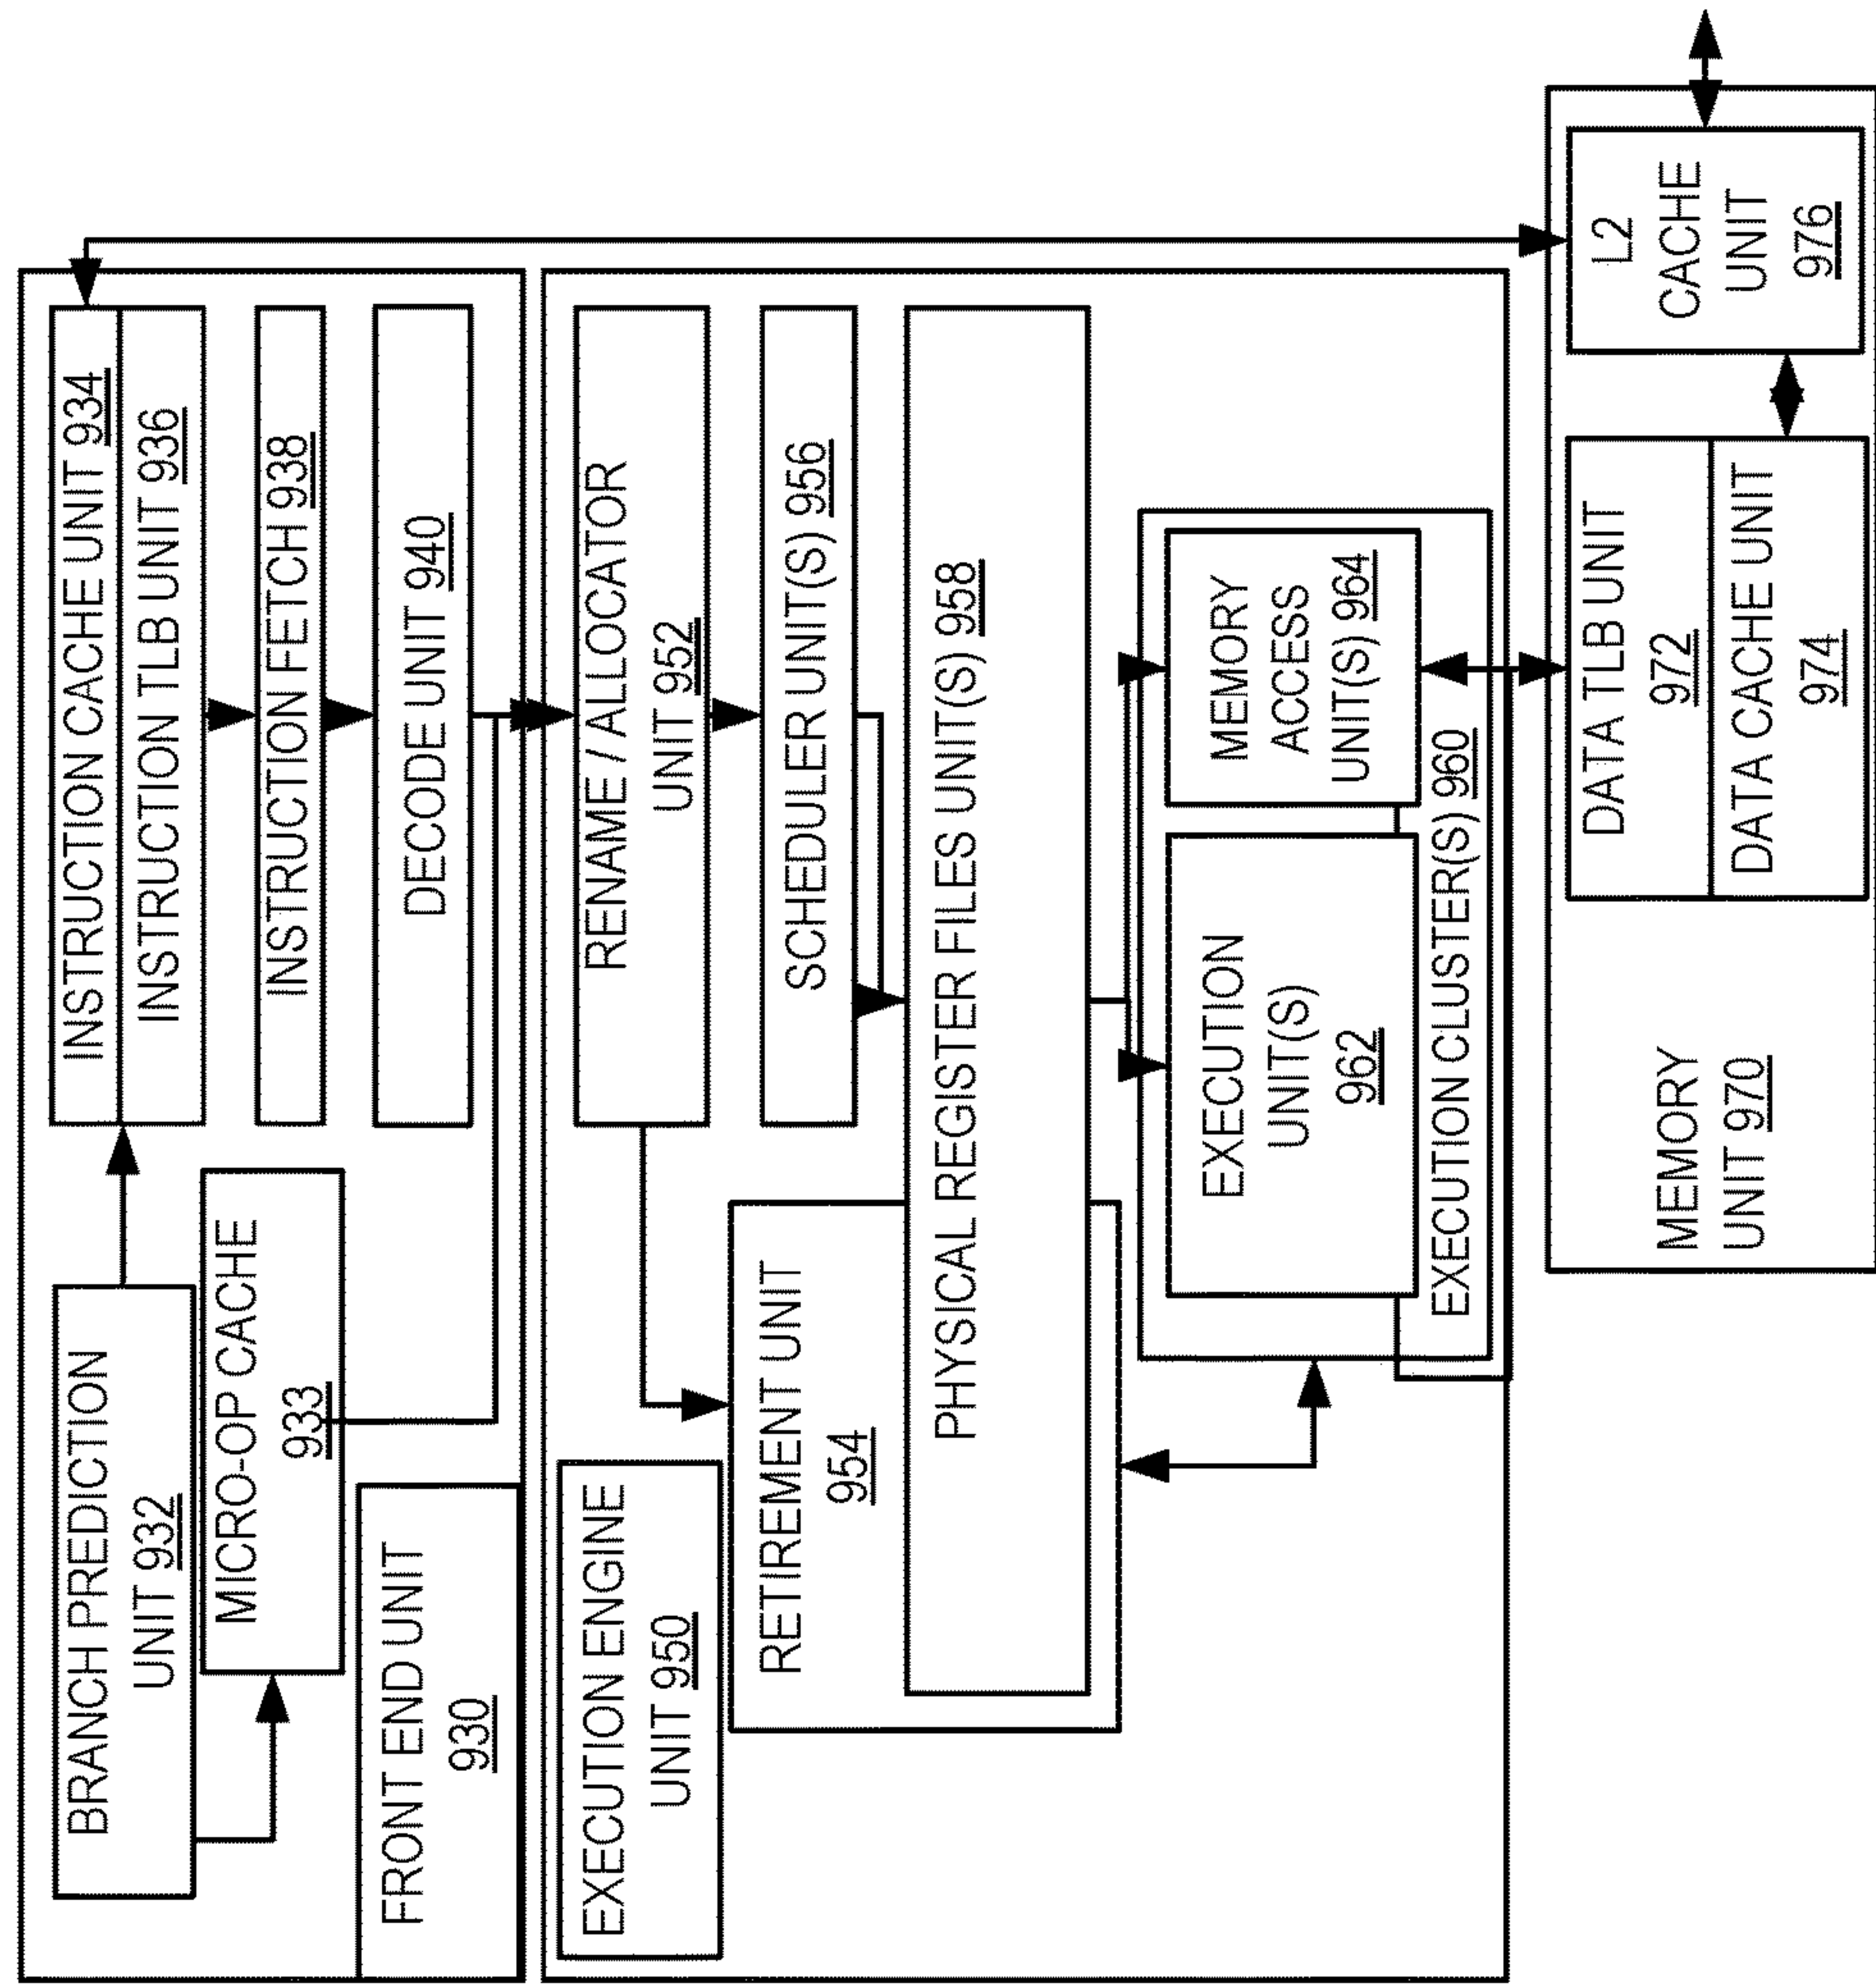 BRANCH PREDICTION
UNIT 932
INSTRUCTION CACHE UNIT 934
INSTRUCTION TLB UNIT 936
MICRO-OP CACHE
933
INSTRUCTION FETCH 938
FRONT END UNIT
930
DECODE UNIT 940
EXECUTION ENGINE
UNIT 950
RENAME / ALLOCATOR
UNIT 952
RETIREMENT UNIT
954
SCHEDULER UNIT(S) 956
PHYSICAL REGISTER FILES UNIT(S) 958
EXECUTION
UNIT(S)
962
MEMORY
ACCESS
UNIT(S) 964
EXECUTION CLUSTER(S) 960
MEMORY
UNIT 970
DATA TLB UNIT
972
DATA CACHE UNIT
974
L2
CACHE
UNIT
976